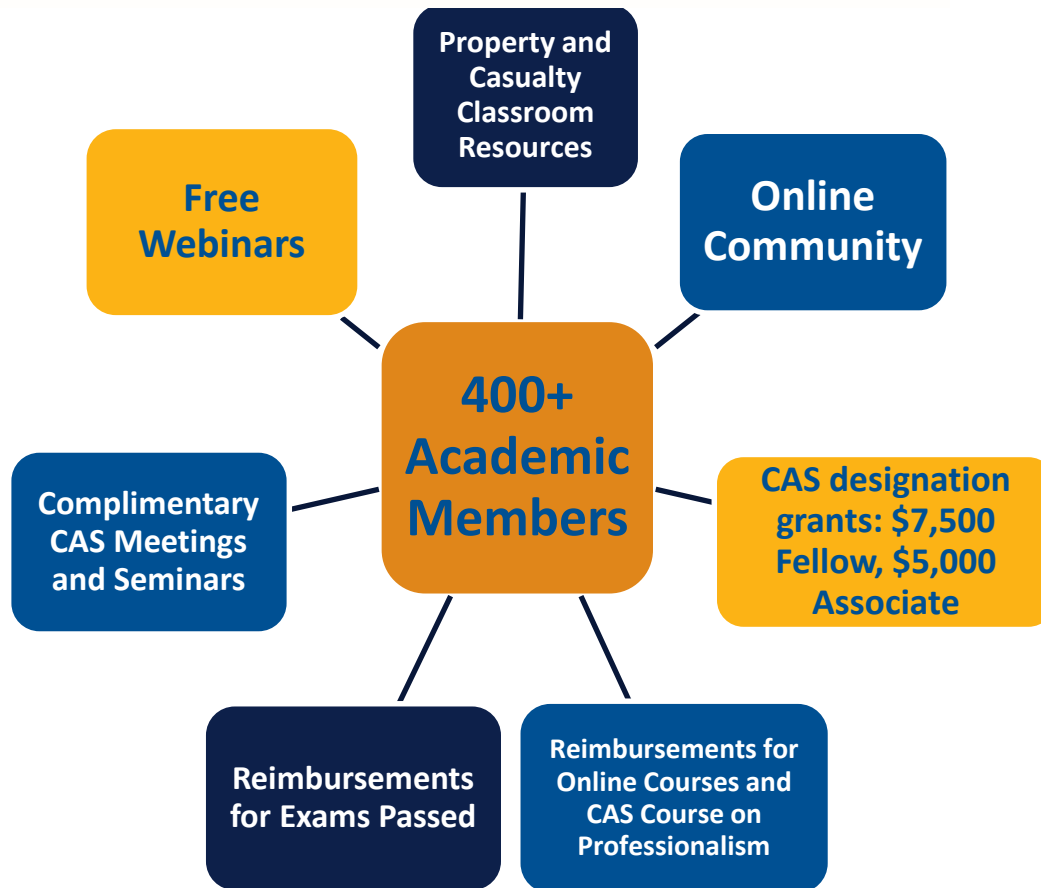 Property and
Casualty
Classroom
Resources
Free
Webinars
Online
Community
400+
Academic
Members
Complimentary
CAS Meetings
and Seminars
CAS designation
grants: $7,500
Fellow, $5,000
Associate
Reimbursements
for Exams Passed
Reimbursements for
Online Courses and
CAS Course on
Professionalism